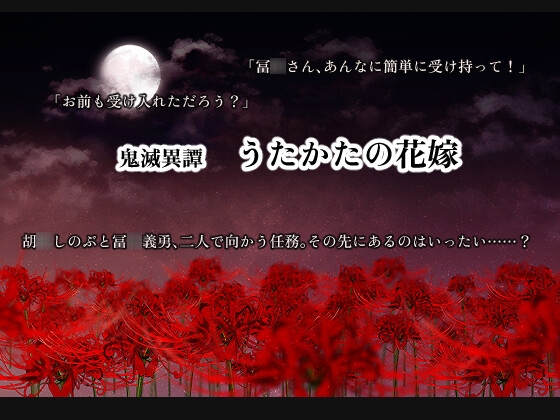 「冨 さん、あんなに簡単に受け持って！」
「お前も受け入れただろう？」
鬼滅異譚 うたかたの花嫁
胡 しのぶと冨 義勇、二人で向かう任務。その先にあるのはいったい……？